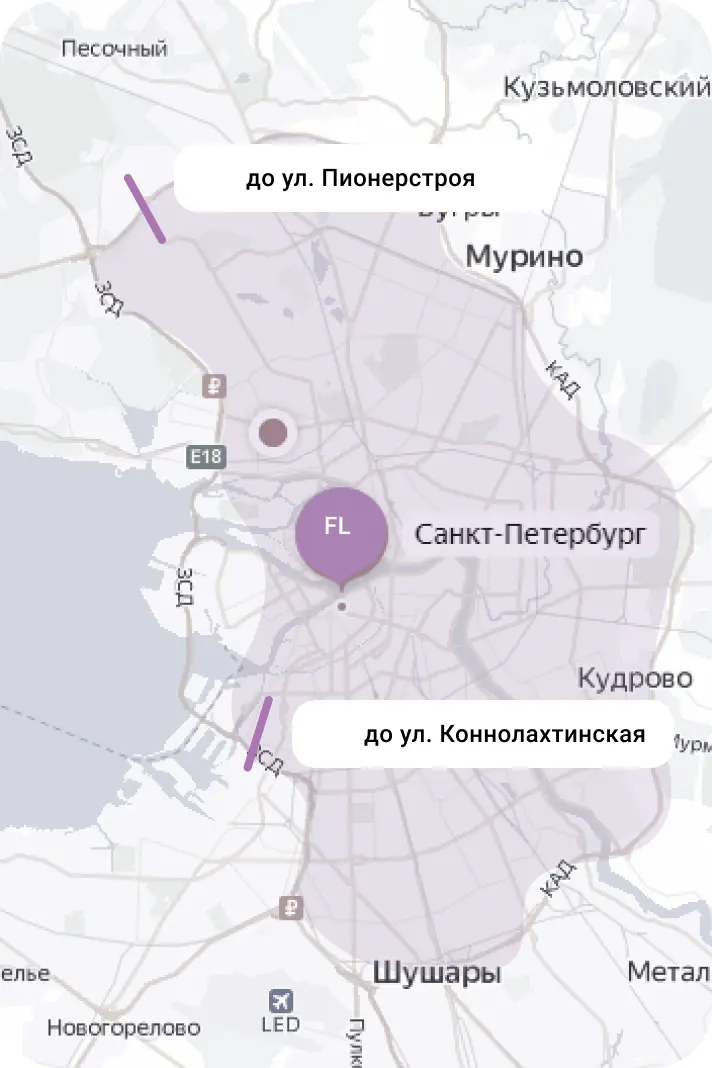 Песочный
Кузьмоловский
ЗСД
до ул. Пионерстроя
Бугры
Мурино
ЗСД
КАД
₽
E18
FL
Санкт-Петербург
ЗСД
Кудрово
до ул. Коннолахтинская
Мурм
ЗСД
КАД
₽
Шушары
елье
Метал
LED
Новогорелово
Пулк